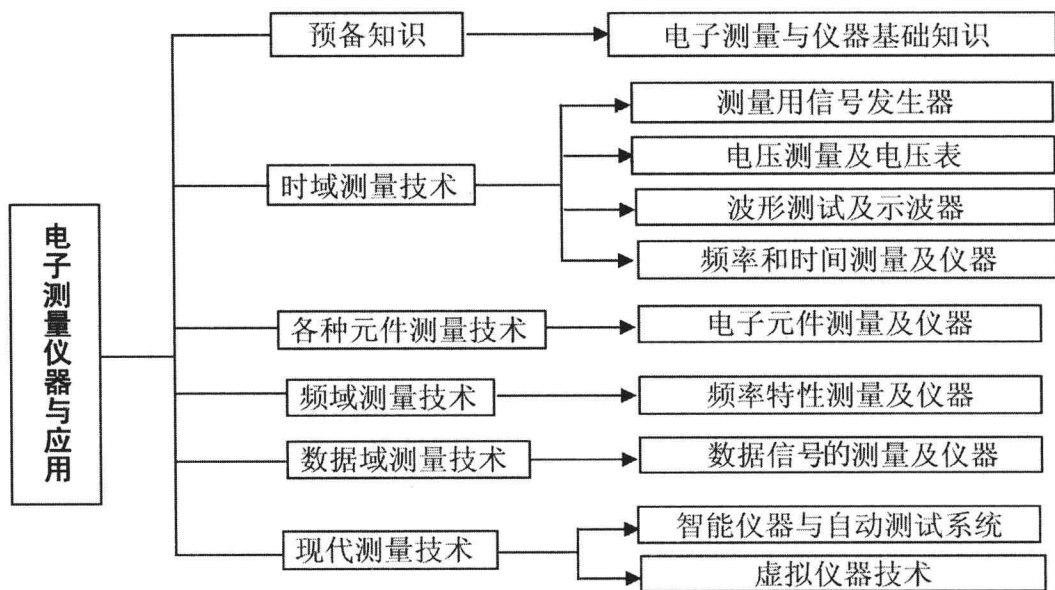 电子测量仪器与应用
预备知识
电子测量与仪器基础知识
时域测量技术
测量用信号发生器
电压测量及电压表
波形测试及示波器
频率和时间测量及仪器
各种元件测量技术
电子元件测量及仪器
频域测量技术
频率特性测量及仪器
数据域测量技术
数据信号的测量及仪器
现代测量技术
智能仪器与自动测试系统
虚拟仪器技术